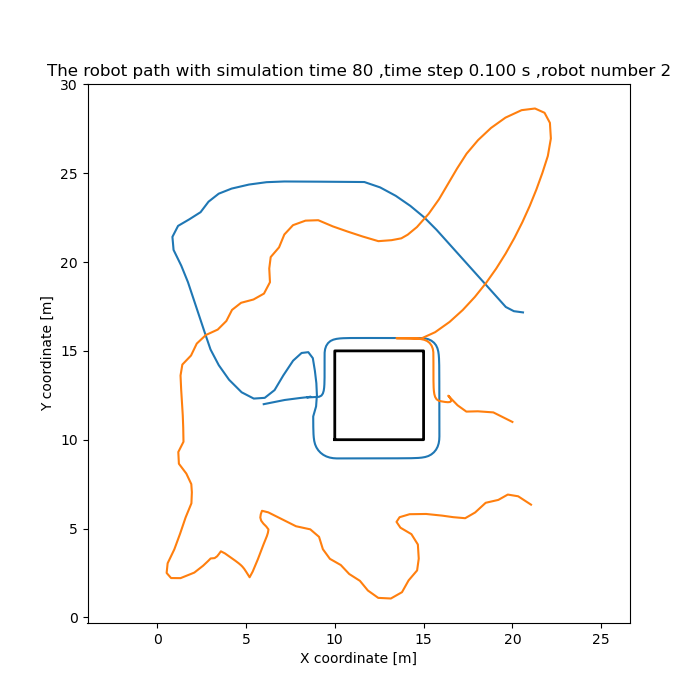 The robot path with simulation time 80 ,time step 0.100 s ,robot number 2
30
25
20
15
10
5
0
Y coordinate [m]
0 5 10 15 20 25
X coordinate [m]